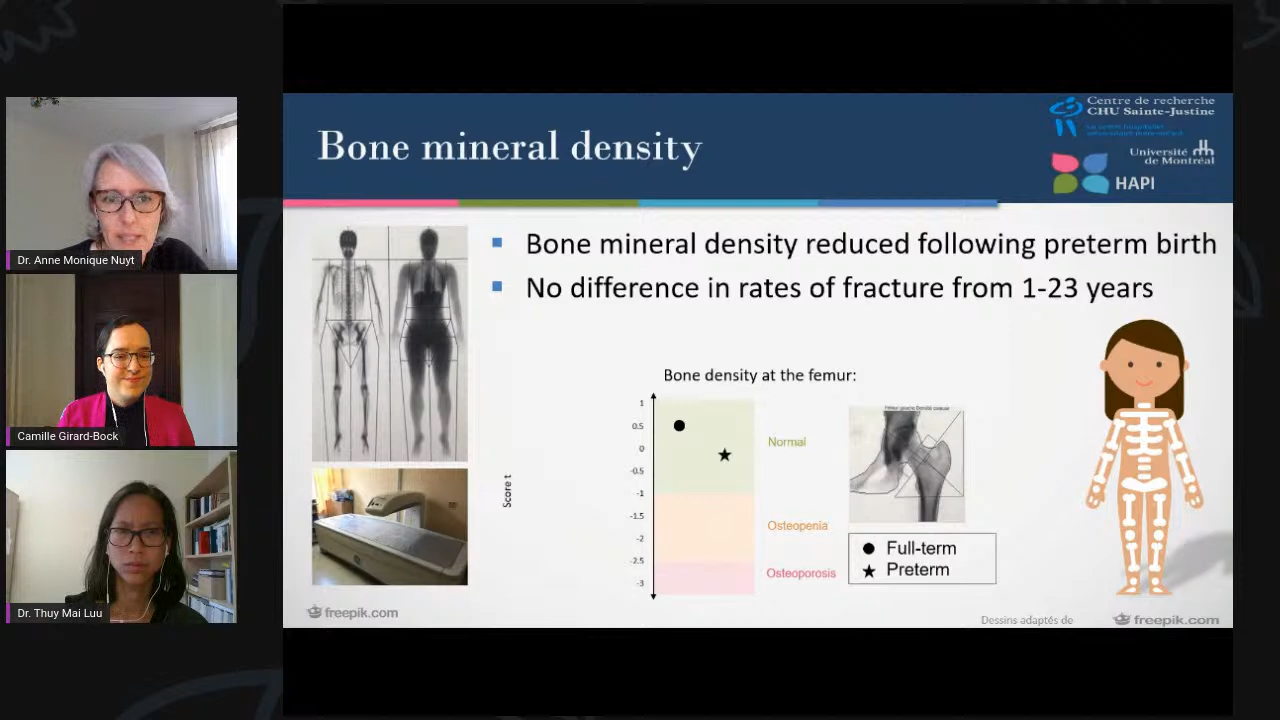 Dr. Anne Monique Nuyt
Camille Girard-Bock
Dr. Thuy Mai Luu
Bone mineral density
Centre de recherche
CHU Sainte-Justine
Université
de Montréal
HAPI
Bone mineral density reduced following preterm birth
No difference in rates of fracture from 1-23 years
Bone density at the femur:
Score t
1
0.5
0
-0.5
-1
-1.5
-2
-2.5
-3
Normal
Osteopenia
Osteoporosis
Full-term
Preterm
freepik.com
Dessins adaptés de
freepik.com